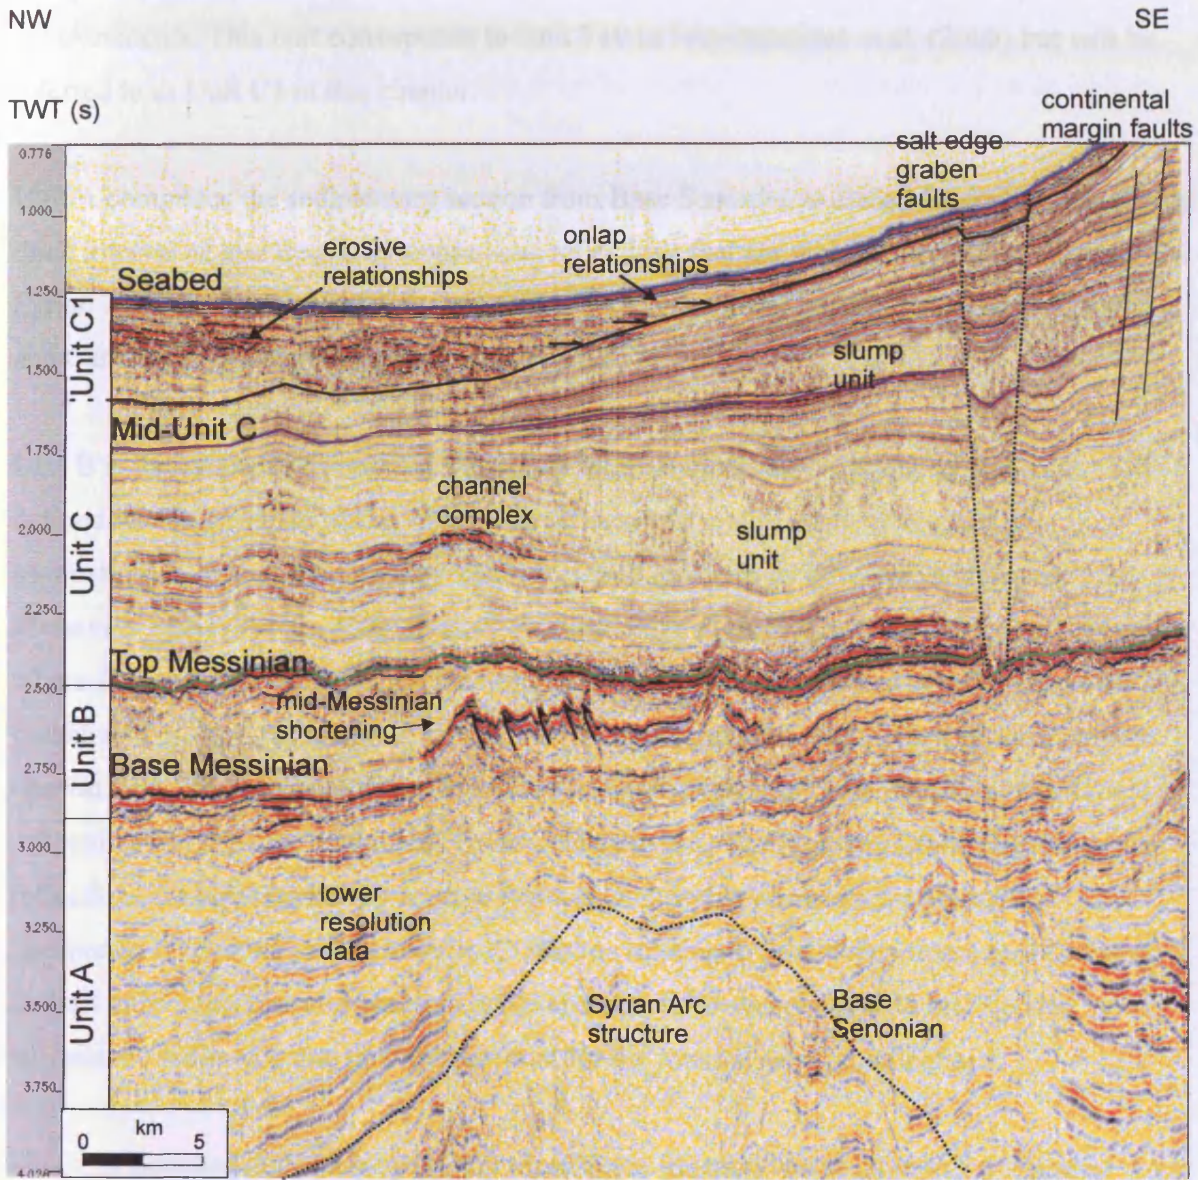 NW
SE
TWT (s)
continental
margin faults
salt edge
graben
faults
0.776
1.000
1.250
1.500
1.750
2.000
2.250
2.500
2.750
3.000
3.250
3.500
3.750
erosive
relationships
onlap
relationships
Seabed
Unit C1
slump
unit
Mid-Unit C
channel
complex
slump
unit
Unit C
Top Messinian
mid-Messinian
shortening
Unit B
Base Messinian
lower
resolution
data
Unit A
Syrian Arc
structure
Base
Senonian
km
0 5